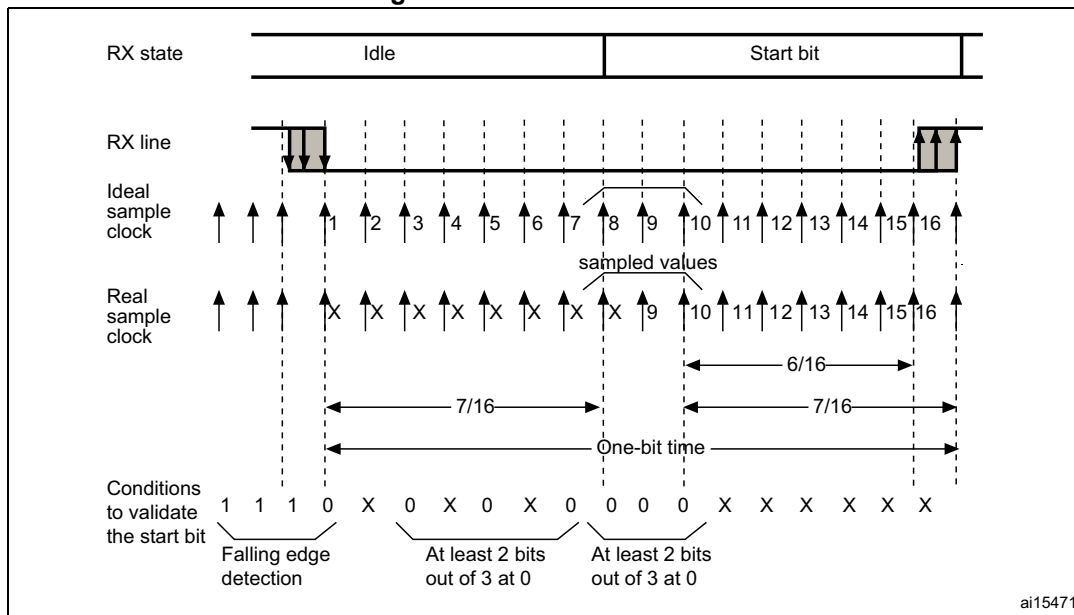 g
RX state
Idle
Start bit
RX line
Ideal
sample
clock
1 2 3 4 5 6 7 8 9 10 11 12 13 14 15 16
sampled values
Real
sample
clock
X X X X X X X X 9 10 11 12 13 14 15 16
6/16
7/16
7/16
One-bit time
Conditions
to validate
the start bit
1 1 1 0 X 0 X 0 X 0 0 0 0 X X X X X X
Falling edge
detection
At least 2 bits
out of 3 at 0
At least 2 bits
out of 3 at 0
ai15471